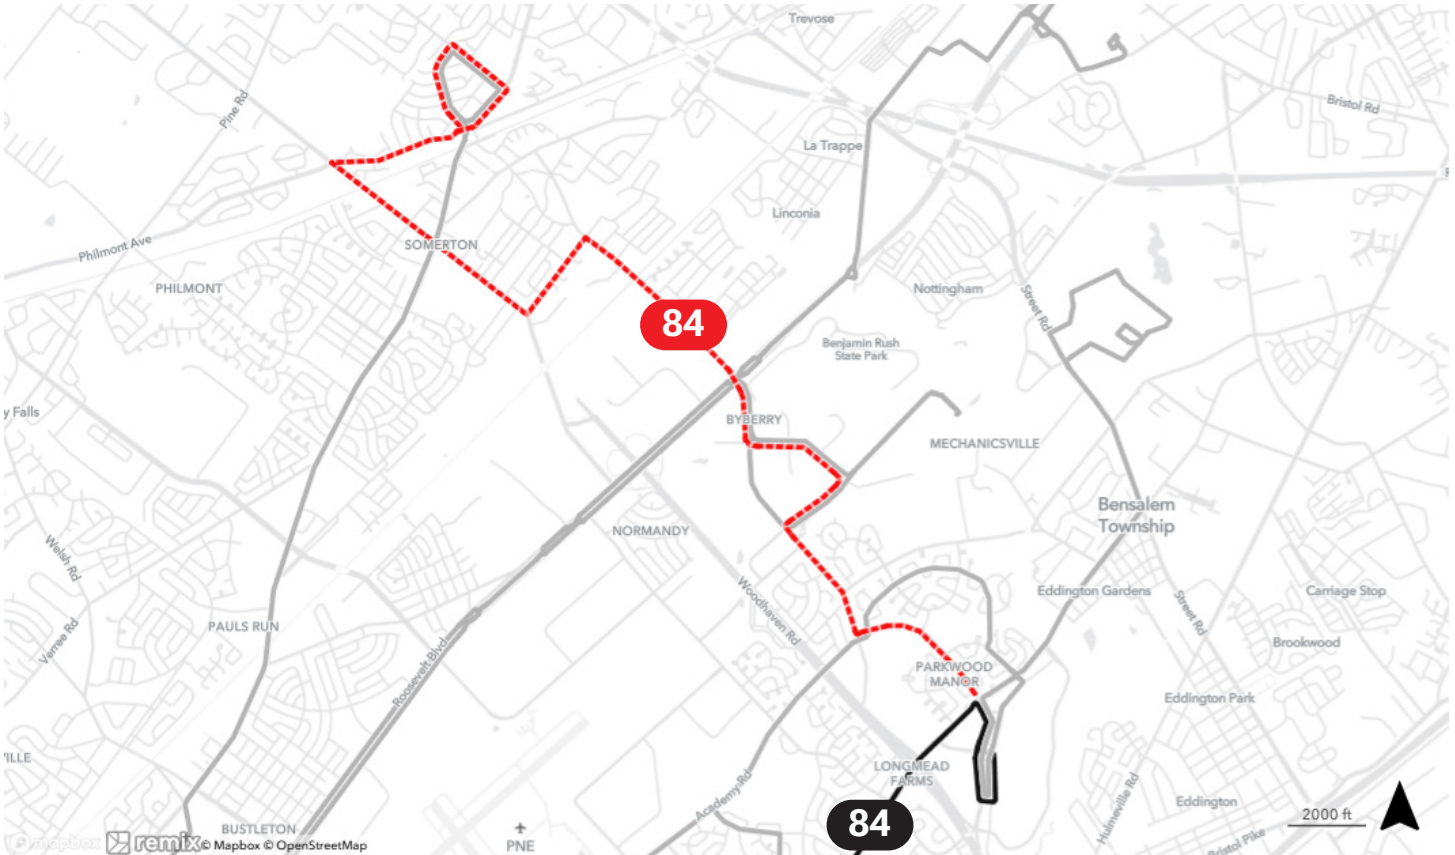 Trevose
Pine Rd
Bristol Rd
La Trappe
Linconia
Philmont Ave
SOMERTON
PHILMONT
Nottingham
Street Rd
84
Benjamin Rush
State Park
y Falls
BYBERRY
MECHANICSVILLE
Bensalem
Township
NORMANDY
Welsh Rd
Woodhaven Rd
Eddington Gardens
Carriage Stop
Street Rd
PAULS RUN
Verree Rd
Brookwood
Roosevelt Blvd
PARKWOOD
MANOR
Eddington Park
VILLE
LONGMEAD
FARMS
Academy Rd
Hulmeville Rd
Eddington
2000 ft
84
BUSTLETON
PNE
Bristol Pike
mapbox remix © Mapbox © OpenStreetMap